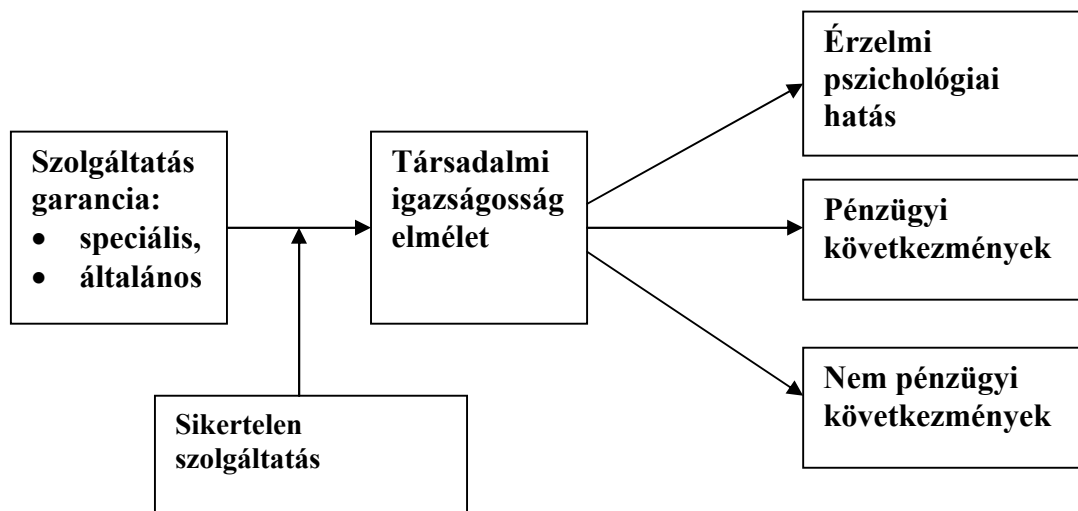 Szolgáltatás
garancia:
• speciális,
• általános
Sikertelen
szolgáltatás
Társadalmi
igazságosság
elmélet
Érzelmi
pszichológiai
hatás
Pénzügyi
következmények
Nem pénzügyi
következmények